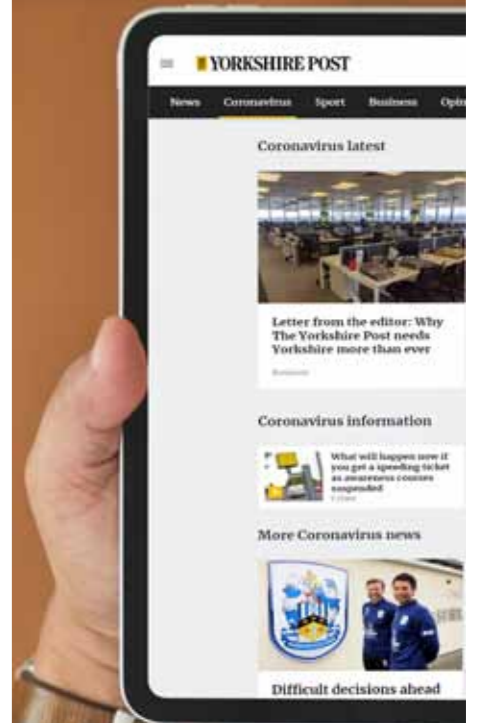 YORKSHIRE POST
News Coronavirus Sport Business Opin
Coronavirus latest
Letter from the editor: Why
The Yorkshire Post needs
Yorkshire more than ever
Business
Coronavirus information
What will happen now if
you get a speeding ticket
as awareness courses
suspended
More Coronavirus news
Difficult decisions ahead